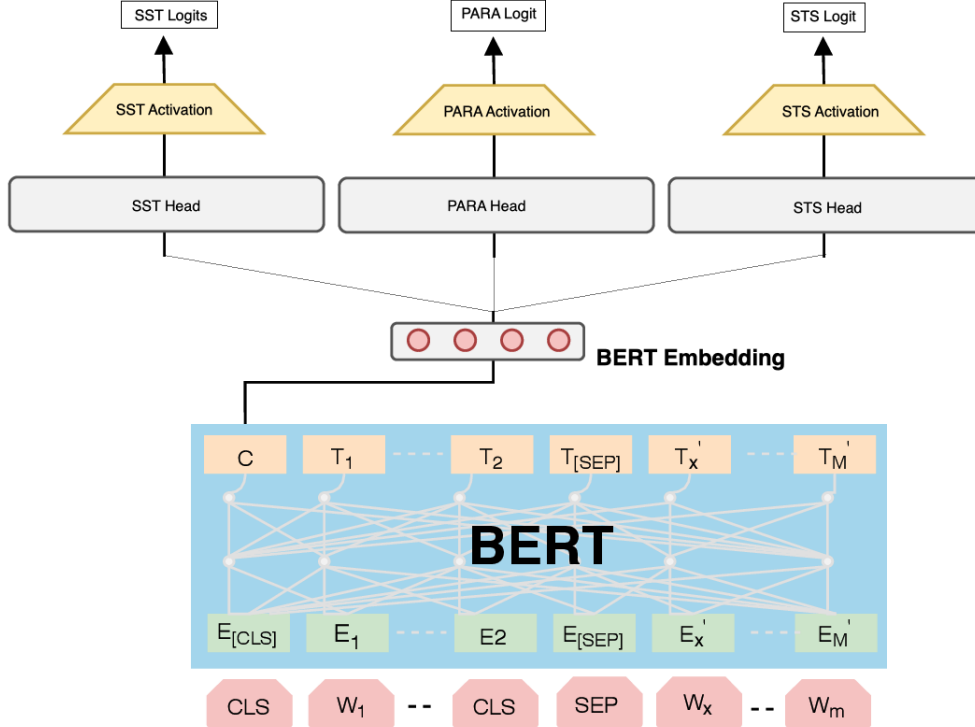 SST Logits PARA Logit STS Logit
SST Activation PARA Activation STS Activation
SST Head PARA Head STS Head
BERT Embedding
C T1 T2 T[SEP] Tx' TM'
BERT
E[CLS] E1 E2 E[SEP] Ex' EM'
CLS W1 -- CLS SEP Wx -- Wm